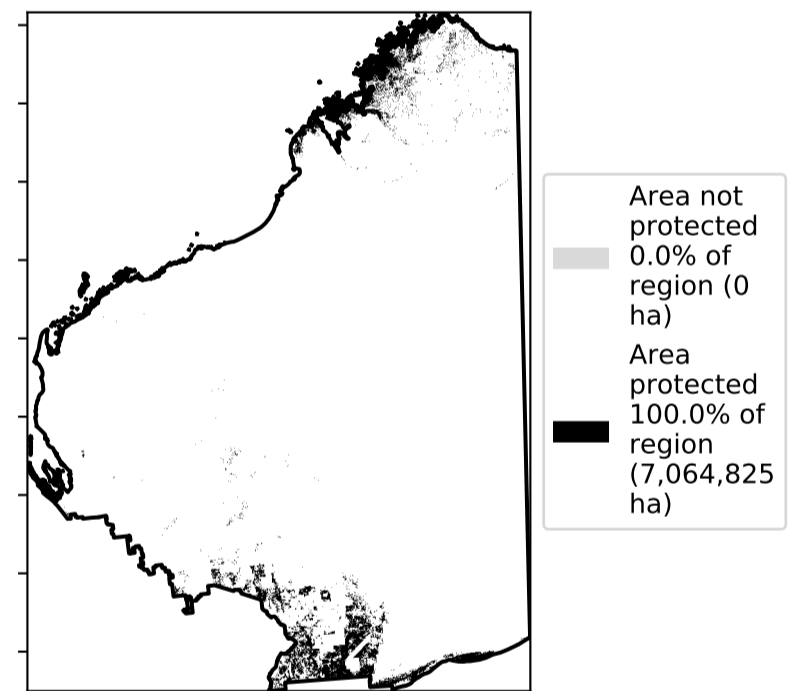 Area not
protected
0.0% of
region (0
ha)
Area
protected
100.0% of
region
(7,064,825
ha)